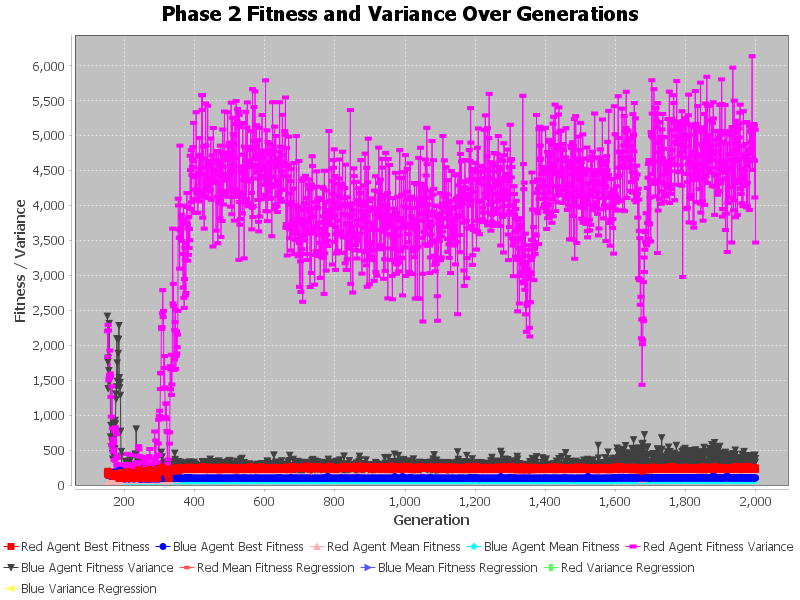 Phase 2 Fitness and Variance Over Generations
6,000
5,500
5,000
4,500
4,000
3,500
3,000
2,500
2,000
1,500
1,000
500
0
Fitness / Variance
200 400 600 800 1,000 1,200 1,400 1,600 1,800 2,000
Generation
Red Agent Best Fitness Blue Agent Best Fitness Red Agent Mean Fitness Blue Agent Mean Fitness Red Agent Fitness Variance
Blue Agent Fitness Variance Red Mean Fitness Regression Blue Mean Fitness Regression Red Variance Regression
Blue Variance Regression